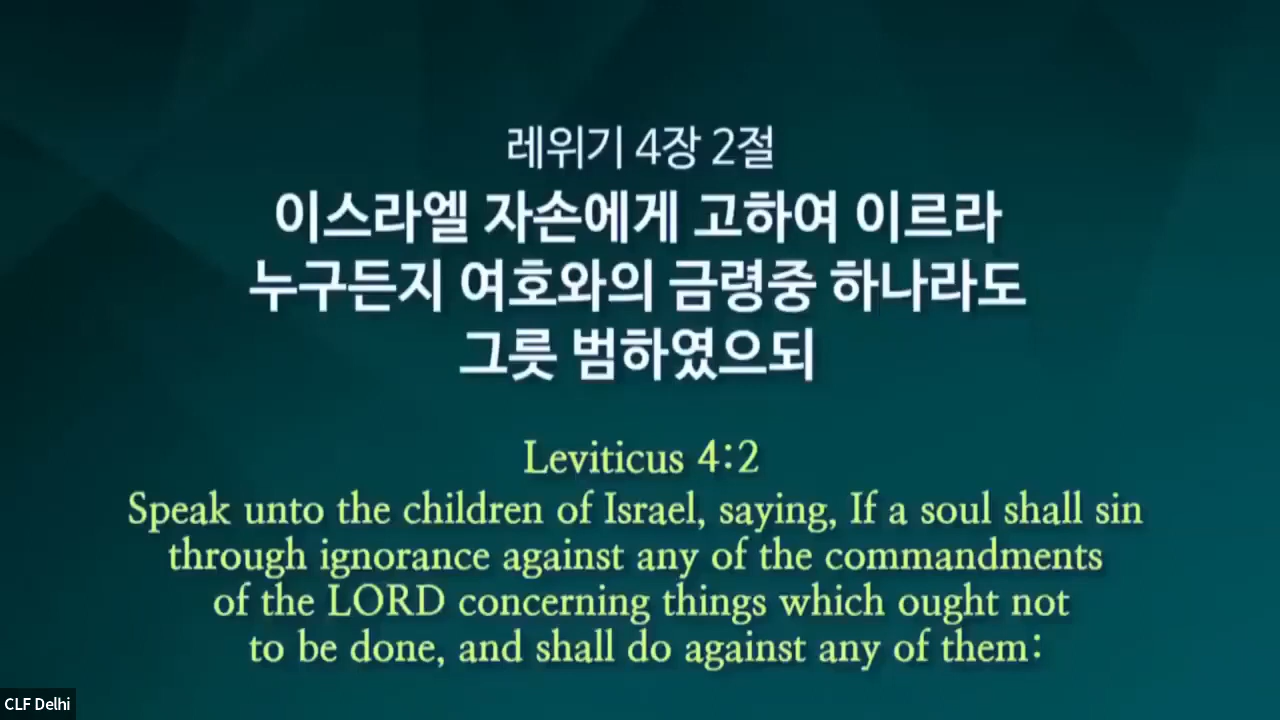 레위기 4장 2절
이스라엘 자손에게 고하여 이르라
누구든지 여호와의 금령중 하나라도
그릇 범하였으되
Leviticus 4:2
Speak unto the children of Israel, saying, If a soul shall sin
through ignorance against any of the commandments
of the LORD concerning things which ought not
to be done, and shall do against any of them:
CLF Delhi